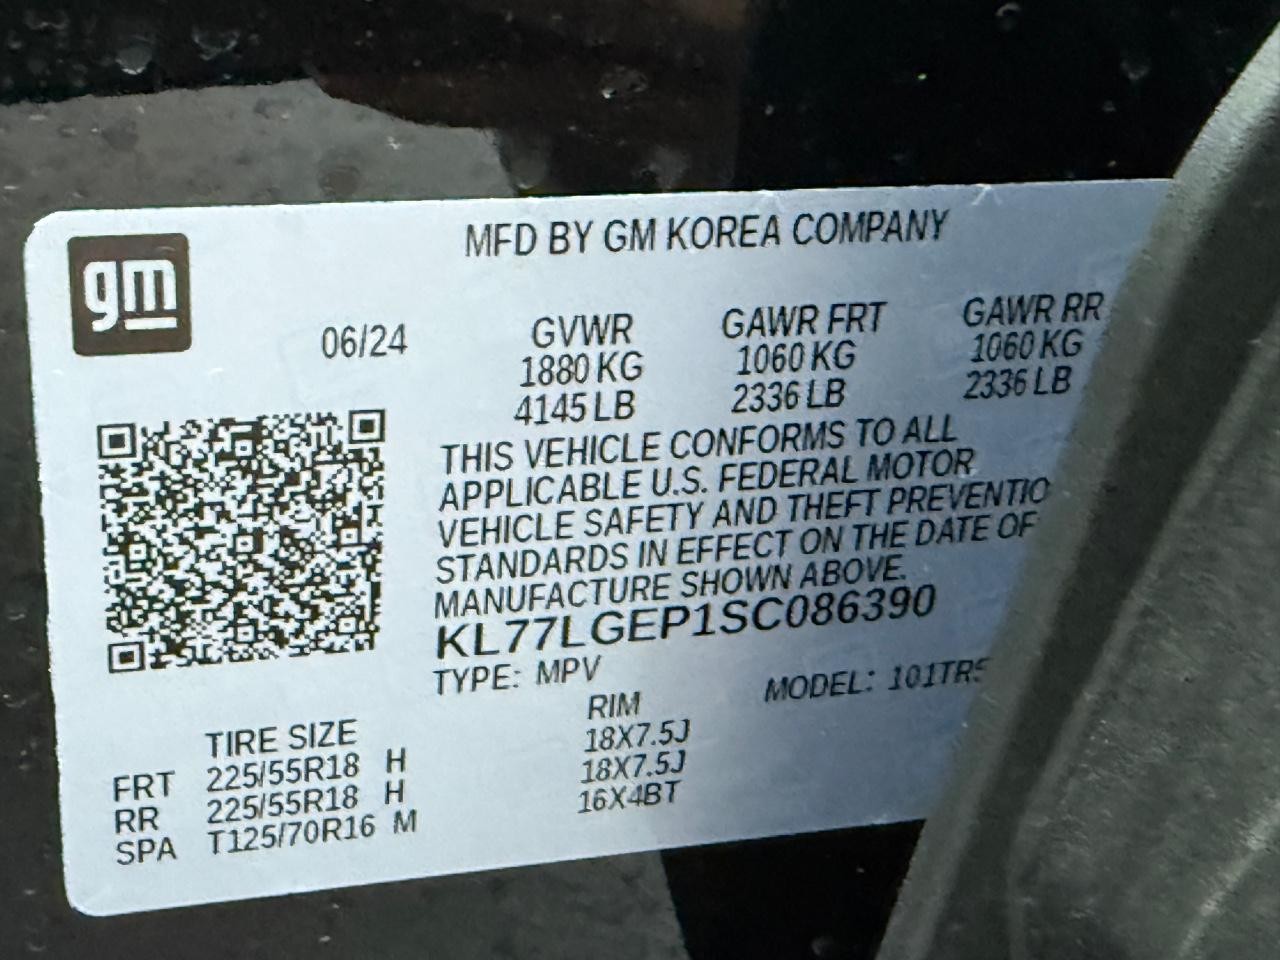 gm
MFD BY GM KOREA COMPANY
06/24 GVWR GAWR FRT GAWR RR
1880 KG 1060 KG 1060 KG
4145 LB 2336 LB 2336 LB
THIS VEHICLE CONFORMS TO ALL
APPLICABLE U.S. FEDERAL MOTOR
VEHICLE SAFETY AND THEFT PREVENTIO
STANDARDS IN EFFECT ON THE DATE OF
MANUFACTURE SHOWN ABOVE.
KL77LGEP1SC086390
TYPE: MPV MODEL: 101TR5
TIRE SIZE RIM
FRT 225/55R18 H 18X7.5J
RR 225/55R18 H 18X7.5J
SPA T125/70R16 M 16X4BT